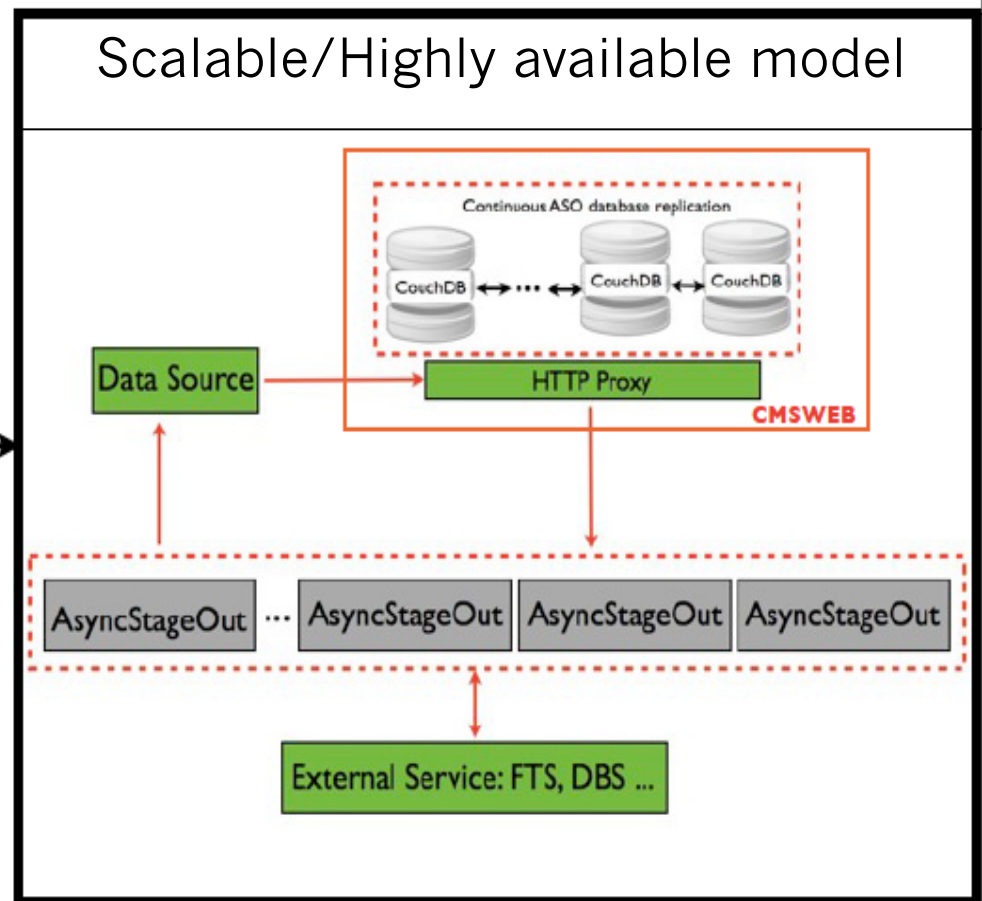 Scalable/Highly available model
Continuous ASO database replication
CouchDB ... CouchDB CouchDB
Data Source
HTTP Proxy
CMSWEB
AsyncStageOut ... AsyncStageOut AsyncStageOut AsyncStageOut
External Service: FTS, DBS ...